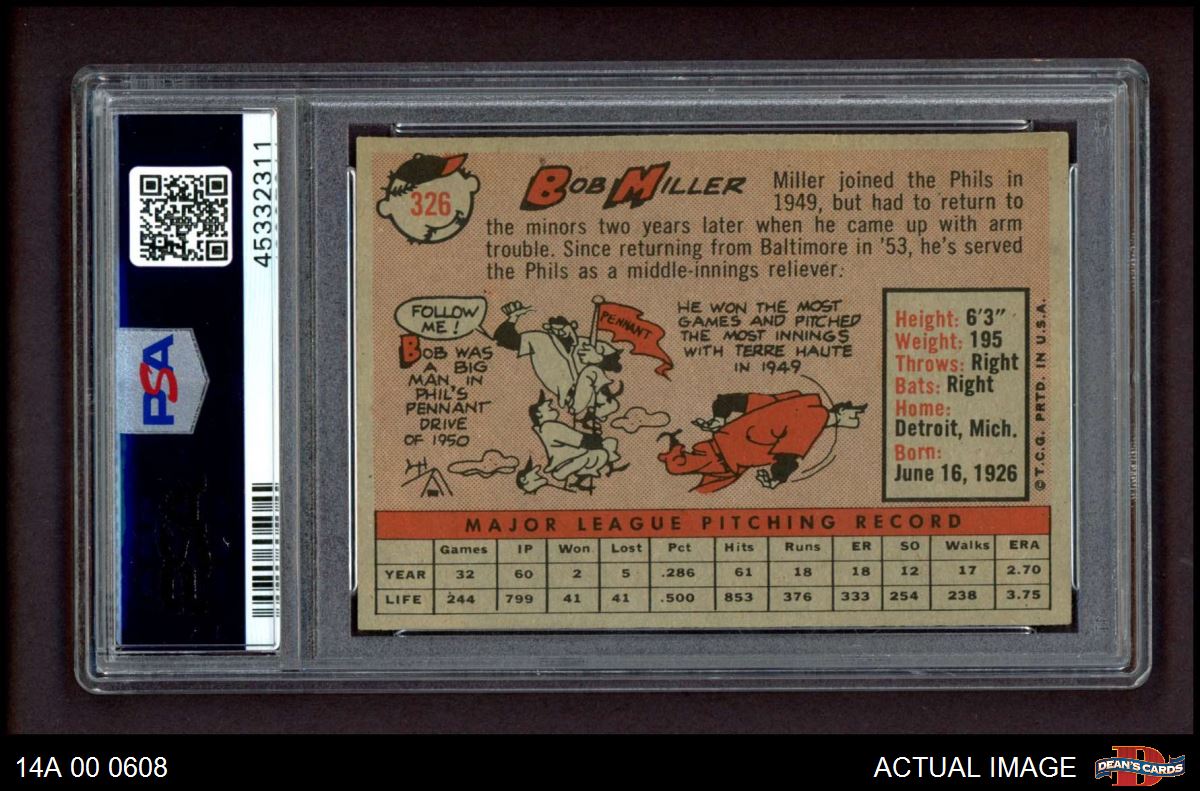 45332311
PSA
326
BOB MILLER
Miller joined the Phils in
1949, but had to return to
the minors two years later when he came up with arm
trouble. Since returning from Baltimore in '53, he's served
the Phils as a middle-innings reliever.
FOLLOW
ME!
BOB WAS
A BIG
MAN IN
PHIL'S
PENNANT
DRIVE
OF 1950
PENNANT
HE WON THE MOST
GAMES AND PITCHED
THE MOST INNINGS
WITH TERRE HAUTE
IN 1949
Height: 6'3"
Weight: 195
Throws: Right
Bats: Right
Home:
Detroit, Mich.
Born:
June 16, 1926
© T.C.G. PRTD. IN U.S.A.
MAJOR LEAGUE PITCHING RECORD
Games IP Won Lost Pct Hits Runs ER SO Walks ERA
YEAR 32 60 2 5 .286 61 18 18 12 17 2.70
LIFE 244 799 41 41 .500 853 376 333 254 238 3.75
14A 00 0608
ACTUAL IMAGE
D
DEAN'S CARDS